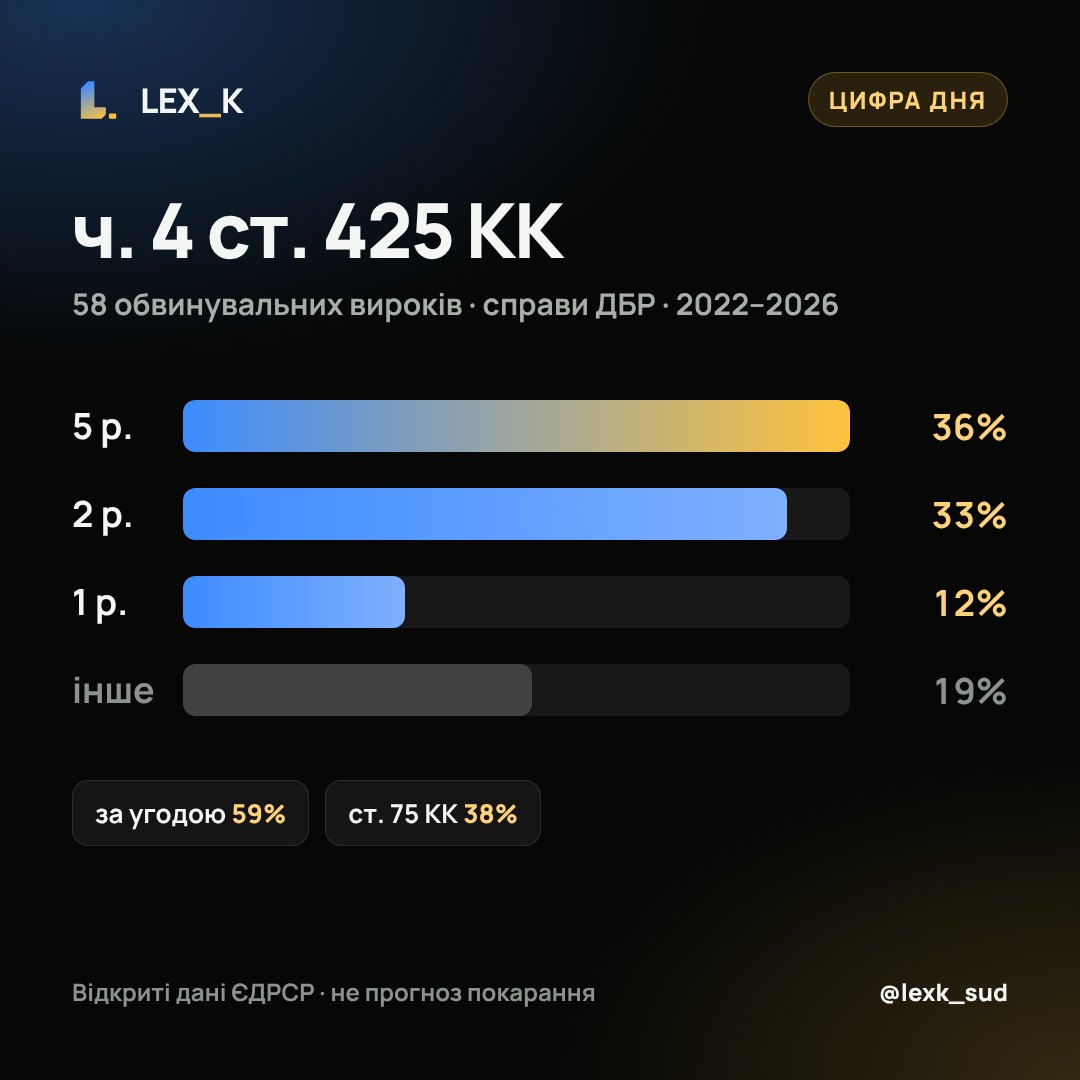 LEX_K
ЦИФРА ДНЯ
ч. 4 ст. 425 КК
58 обвинувальних вироків · справи ДБР · 2022–2026
5 р. 36%
2 р. 33%
1 р. 12%
інше 19%
за угодою 59% ст. 75 КК 38%
Відкриті дані ЄДРСР · не прогноз покарання @lexk_sud